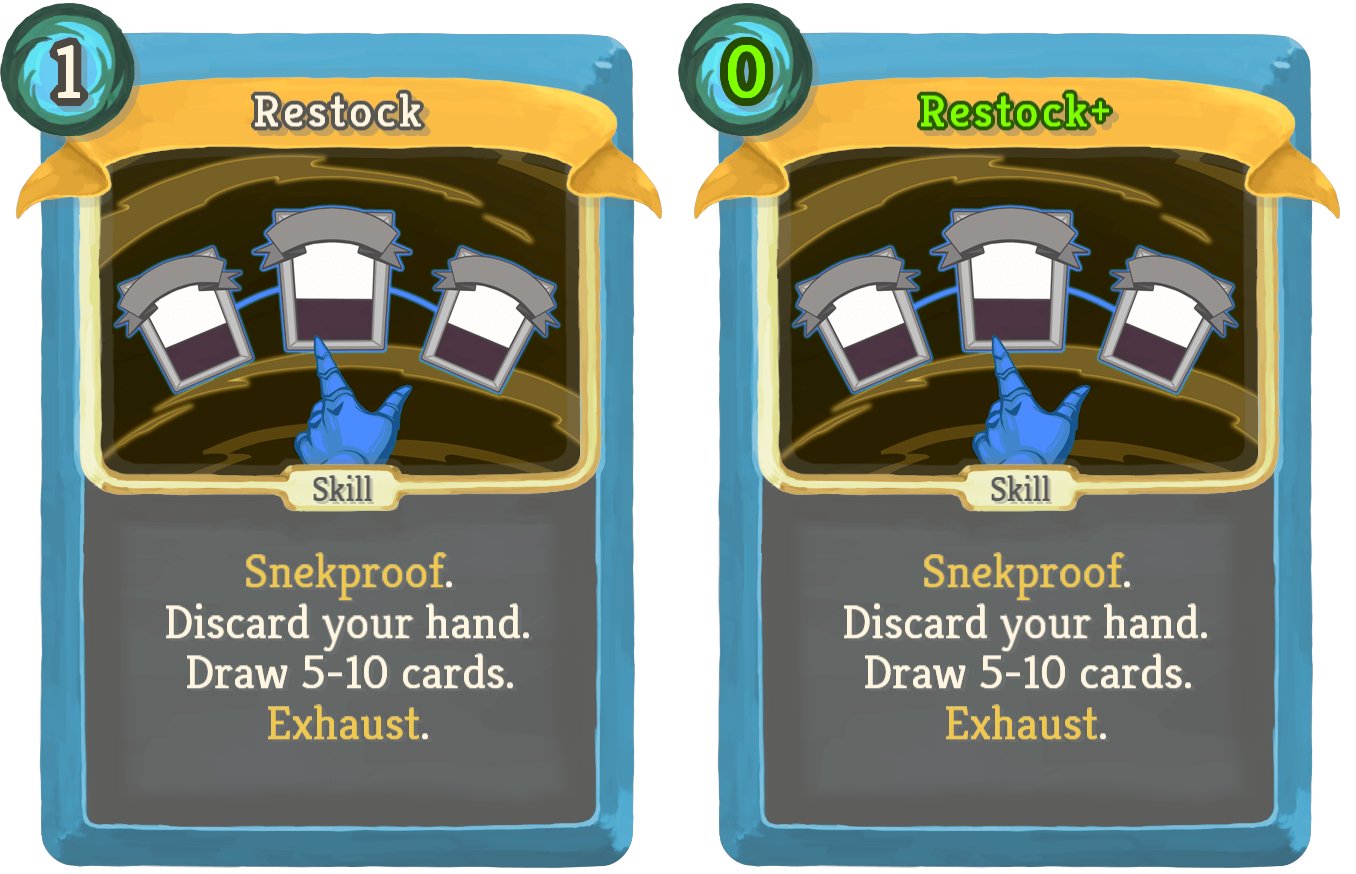 1
Restock
Skill
Snekproof.
Discard your hand.
Draw 5-10 cards.
Exhaust.
0
Restock+
Skill
Snekproof.
Discard your hand.
Draw 5-10 cards.
Exhaust.